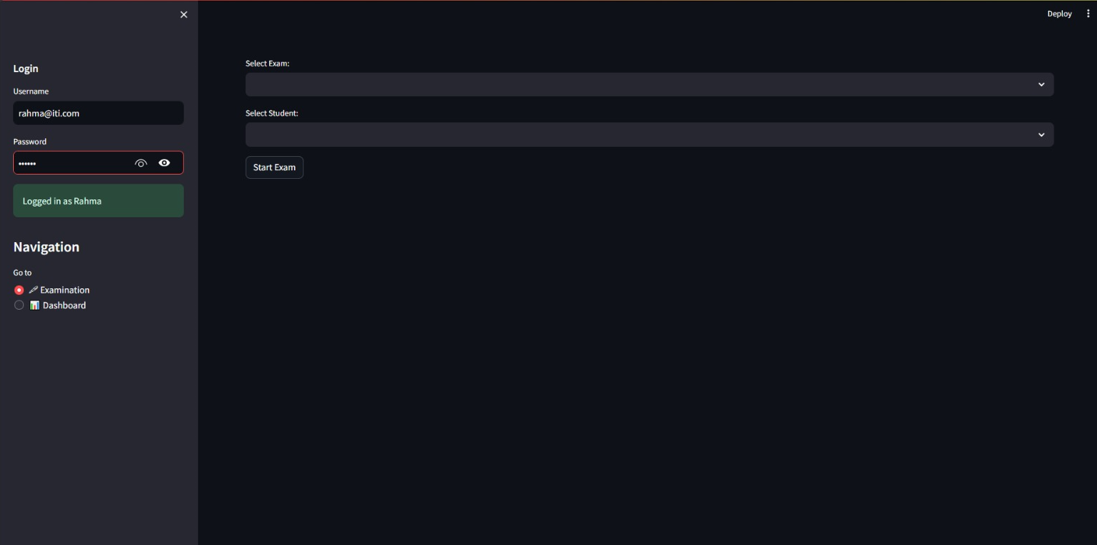 Deploy
Login
Username
rahma@iti.com
Password
••••••
Logged in as Rahma
Navigation
Go to
Examination
Dashboard
Select Exam:
Select Student:
Start Exam